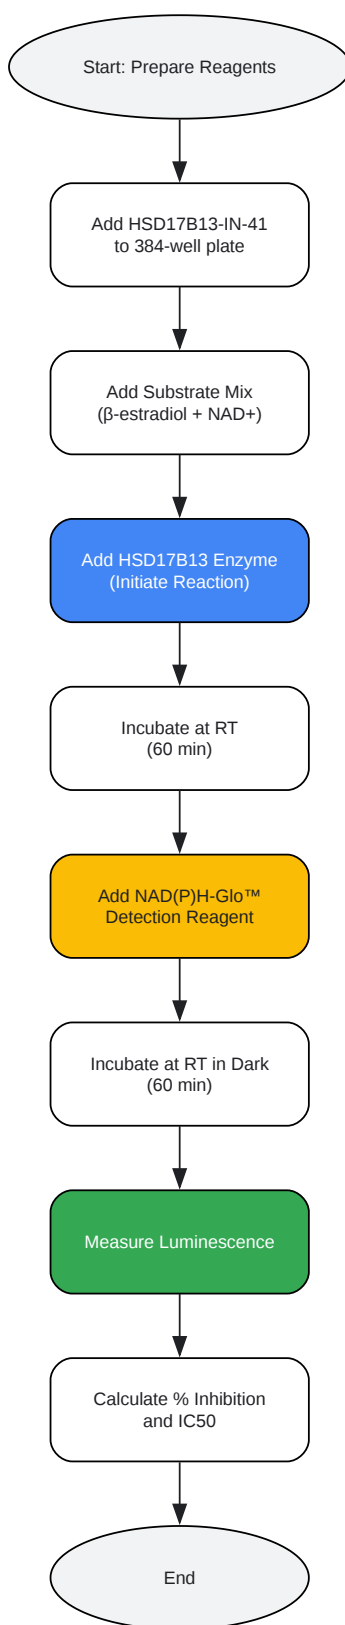 Start: Prepare Reagents
Add HSD17B13-IN-41
to 384-well plate
Add Substrate Mix
(β-estradiol + NAD+)
Add HSD17B13 Enzyme
(Initiate Reaction)
Incubate at RT
(60 min)
Add NAD(P)H-Glo™
Detection Reagent
Incubate at RT in Dark
(60 min)
Measure Luminescence
Calculate % Inhibition
and IC50
End